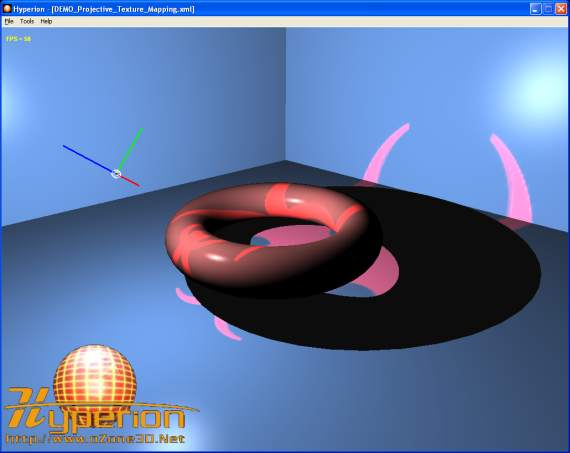 Hyperion - [DEMO_Projective_Texture_Mapping.xml]
File Tools Help
FPS = 58
Hyperion
http://www.oZone3D.Net